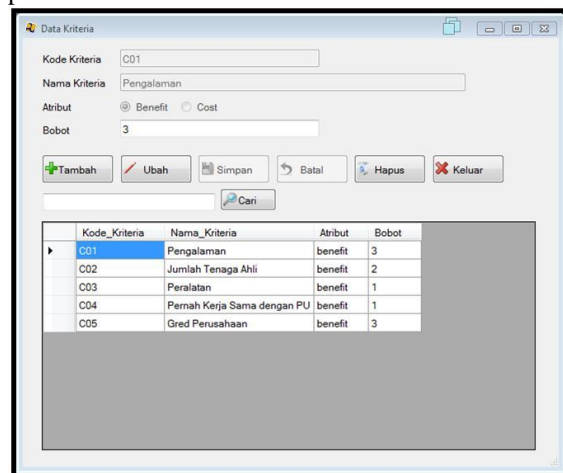 Data Kriteria
Kode Kriteria C01
Nama Kriteria Pengalaman
Atribut Benefit Cost
Bobot 3
Tambah Ubah Simpan Batal Hapus Keluar
Cari
Kode_Kriteria Nama_Kriteria Atribut Bobot
C01 Pengalaman benefit 3
C02 Jumlah Tenaga Ahli benefit 2
C03 Peralatan benefit 1
C04 Pernah Kerja Sama dengan PU benefit 1
C05 Gred Perusahaan benefit 3